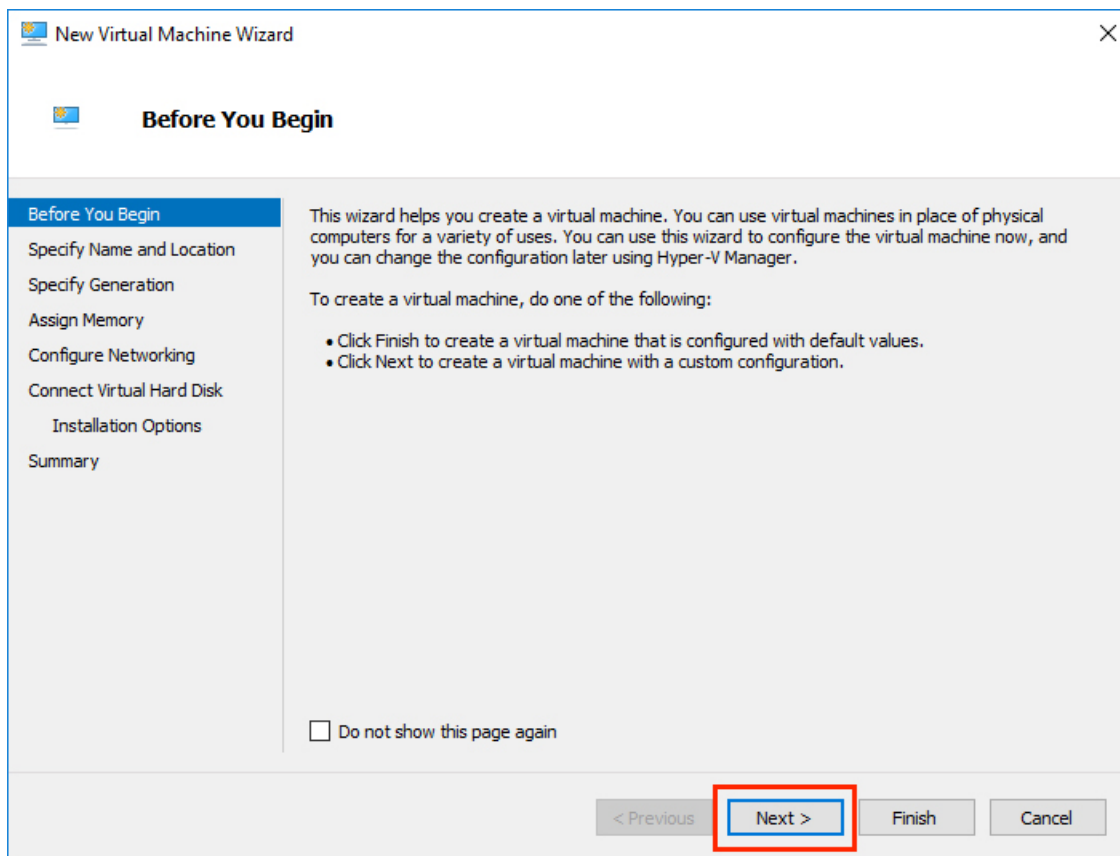 New Virtual Machine Wizard
Before You Begin
Before You Begin
Specify Name and Location
Specify Generation
Assign Memory
Configure Networking
Connect Virtual Hard Disk
Installation Options
Summary
This wizard helps you create a virtual machine. You can use virtual machines in place of physical
computers for a variety of uses. You can use this wizard to configure the virtual machine now, and
you can change the configuration later using Hyper-V Manager.
To create a virtual machine, do one of the following:
• Click Finish to create a virtual machine that is configured with default values.
• Click Next to create a virtual machine with a custom configuration.
Do not show this page again
< Previous
Next >
Finish
Cancel